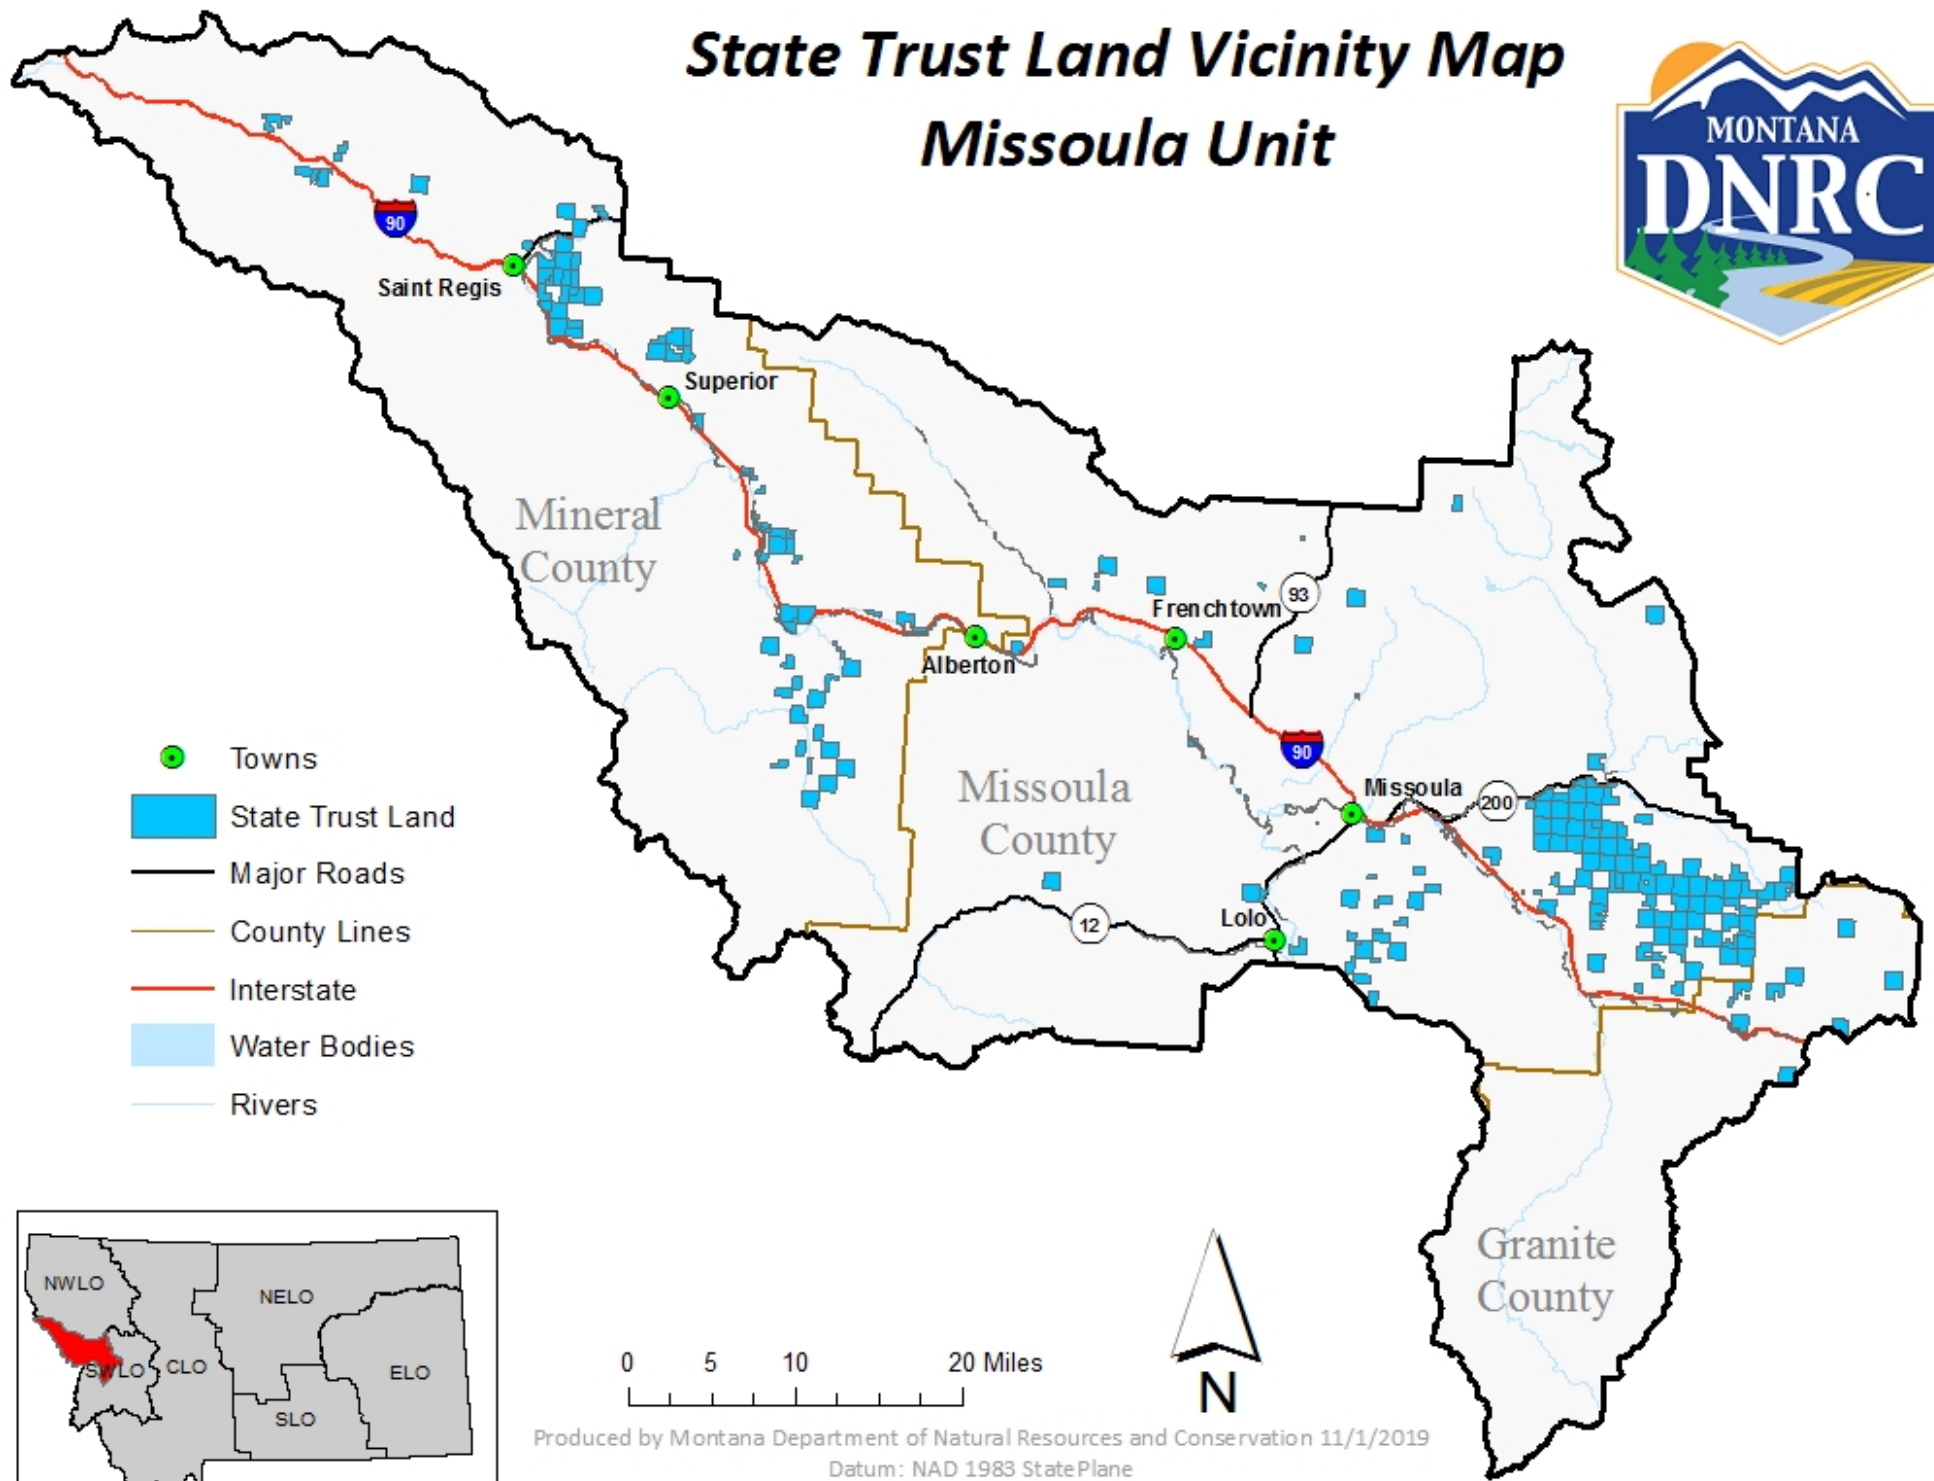 State Trust Land Vicinity Map
Missoula Unit
MONTANA
DNRC
90
Saint Regis
Superior
Mineral
County
93
Frenchtown
Alberton
90
Missoula
200
Missoula
County
Lolo
12
Towns
State Trust Land
Major Roads
County Lines
Interstate
Water Bodies
Rivers
Granite
County
NWLO
NELO
SWLO
CLO
ELO
SLO
0 5 10 20 Miles
N
Produced by Montana Department of Natural Resources and Conservation 11/1/2019
Datum: NAD 1983 StatePlane